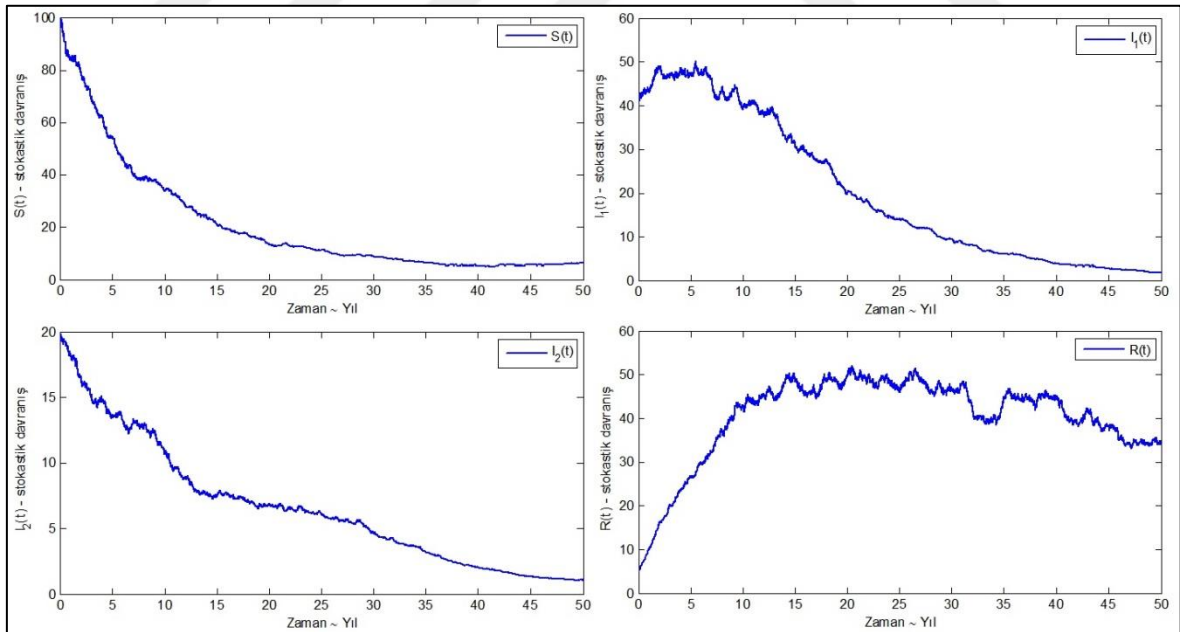 100
80
60
40
20
0
S(t) - stokastik davranış
S(t)
0 5 10 15 20 25 30 35 40 45 50
Zaman ~ Yıl
60
50
40
30
20
10
0
I₁(t) - stokastik davranış
I₁(t)
0 5 10 15 20 25 30 35 40 45 50
Zaman ~ Yıl
20
15
10
5
0
I₂(t) - stokastik davranış
I₂(t)
0 5 10 15 20 25 30 35 40 45 50
Zaman ~ Yıl
60
50
40
30
20
10
0
R(t) - stokastik davranış
R(t)
0 5 10 15 20 25 30 35 40 45 50
Zaman ~ Yıl